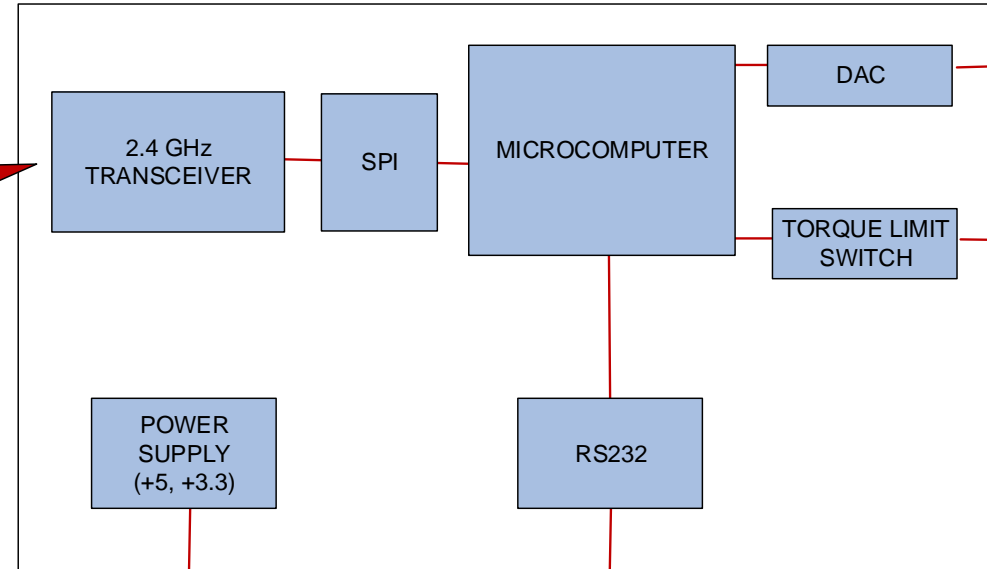 DAC
2.4 GHz
TRANSCEIVER
SPI
MICROCOMPUTER
TORQUE LIMIT
SWITCH
POWER
SUPPLY
(+5, +3.3)
RS232